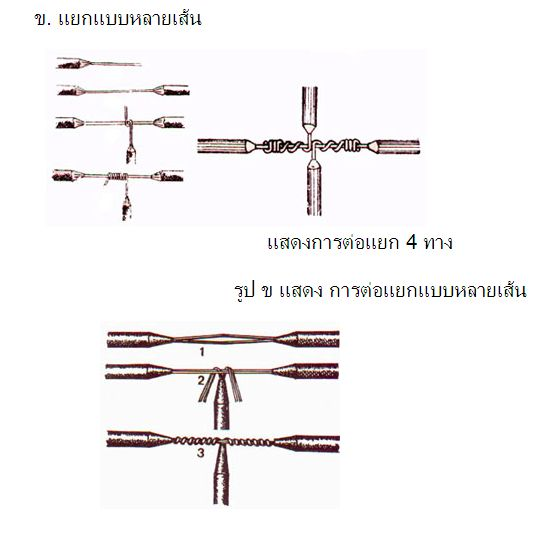 ข. แยกแบบหลายเส้น
แสดงการต่อแยก 4 ทาง
รูป ข แสดง การต่อแยกแบบหลายเส้น
1
2
3